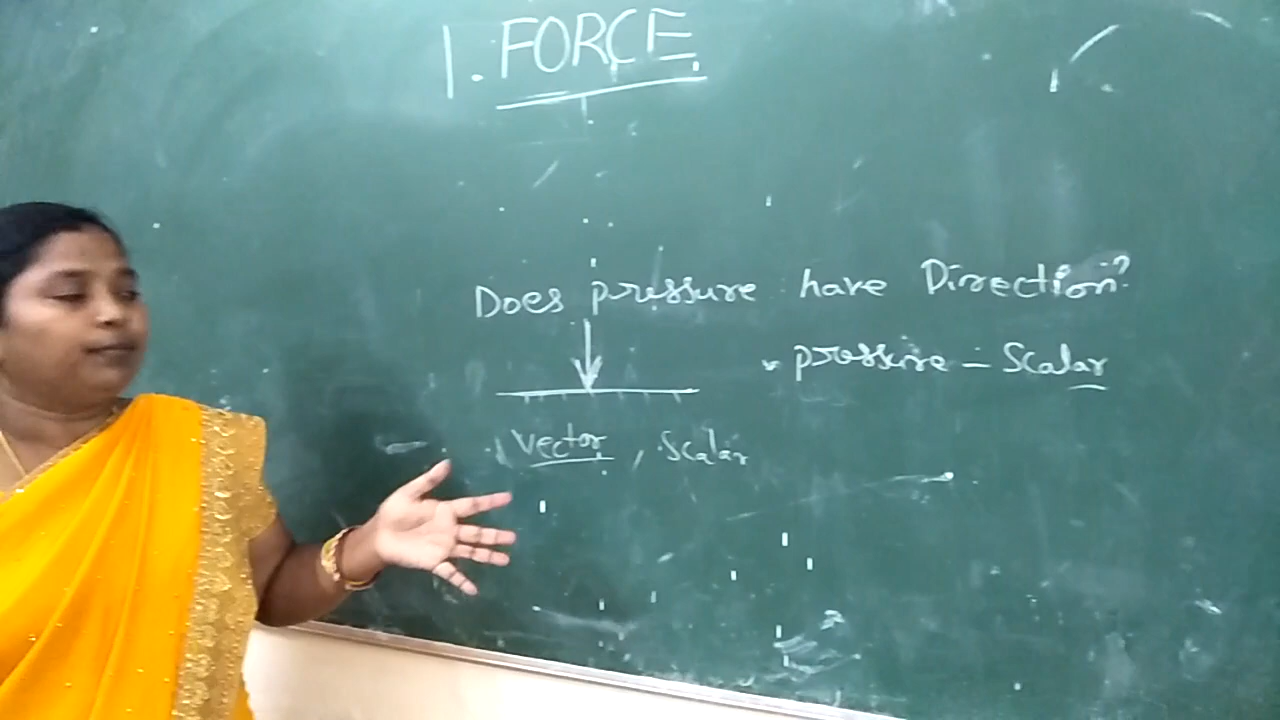 1. FORCE
Does pressure have Direction?
pressure - Scalar
Vector, Scalar